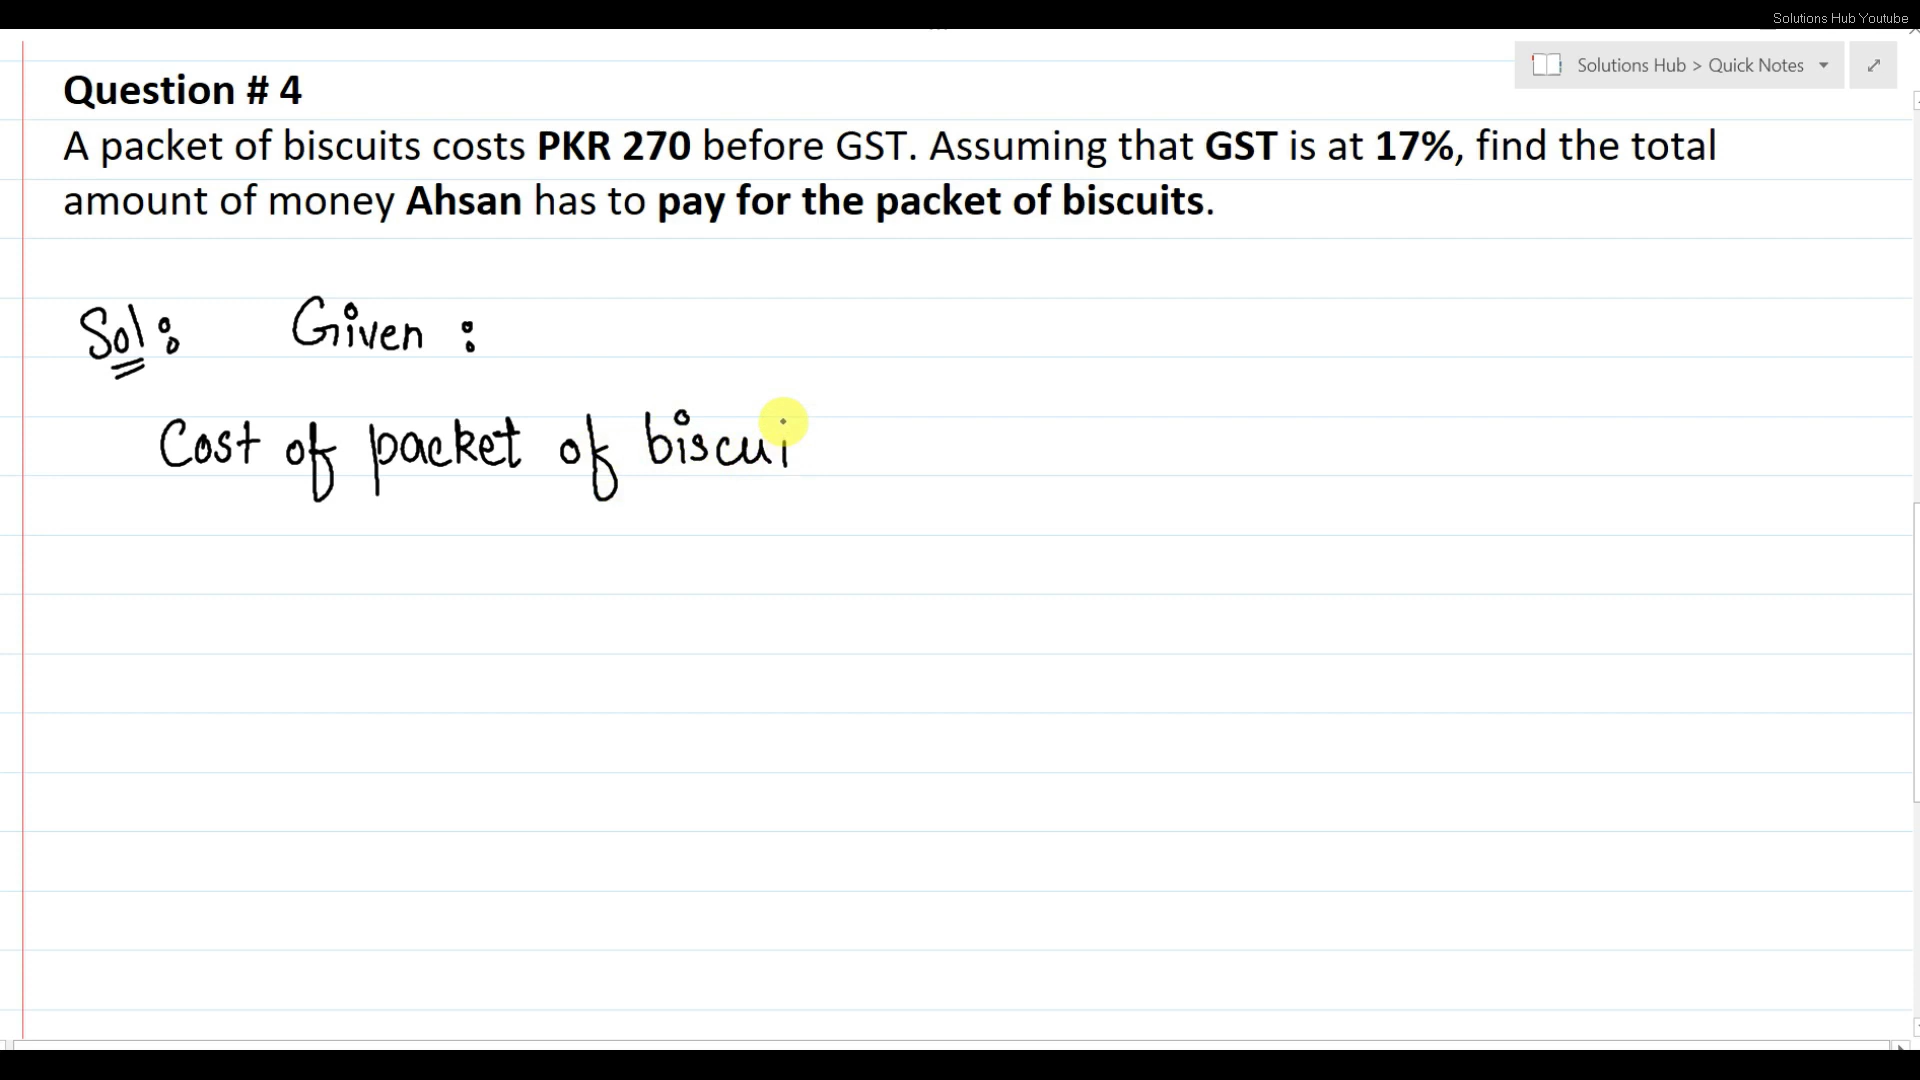 Solutions Hub Youtube
Solutions Hub > Quick Notes
Question # 4
A packet of biscuits costs PKR 270 before GST. Assuming that GST is at 17%, find the total
amount of money Ahsan has to pay for the packet of biscuits.
Sol: Given :
Cost of packet of biscui